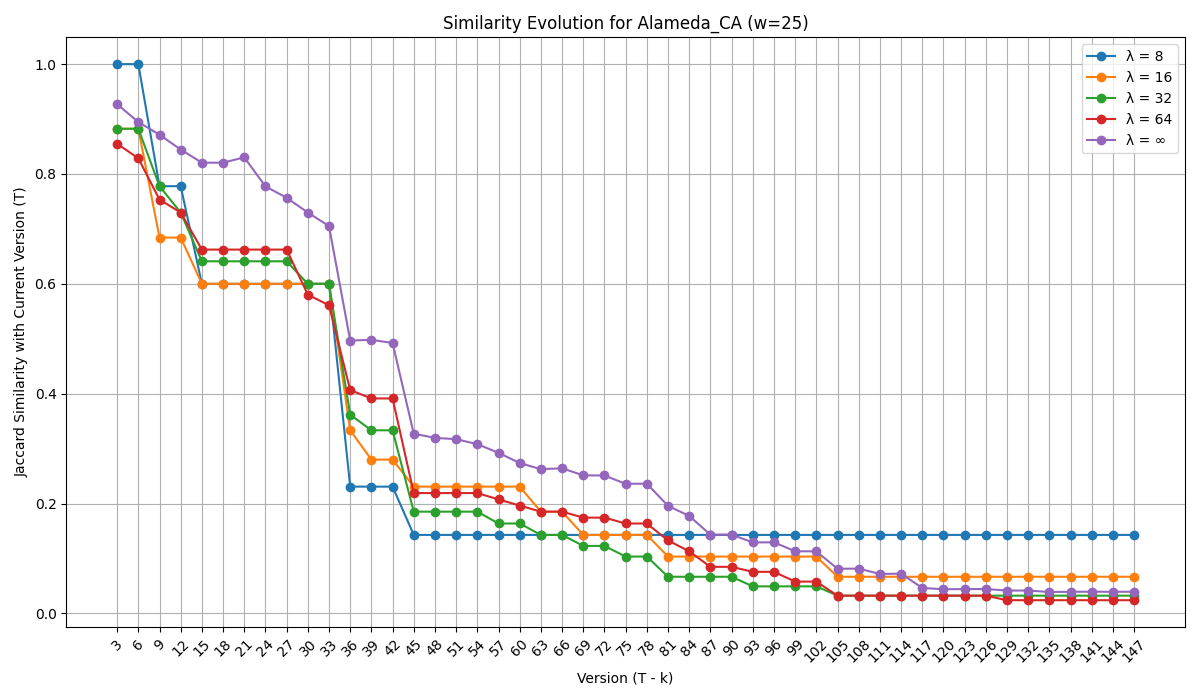 Similarity Evolution for Alameda_CA (w=25)
λ = 8
λ = 16
λ = 32
λ = 64
λ = ∞
Jaccard Similarity with Current Version (T)
1.0
0.8
0.6
0.4
0.2
0.0
3 6 9 12 15 18 21 24 27 30 33 36 39 42 45 48 51 54 57 60 63 66 69 72 75 78 81 84 87 90 93 96 99 102 105 108 111 114 117 120 123 126 129 132 135 138 141 144 147
Version (T - k)